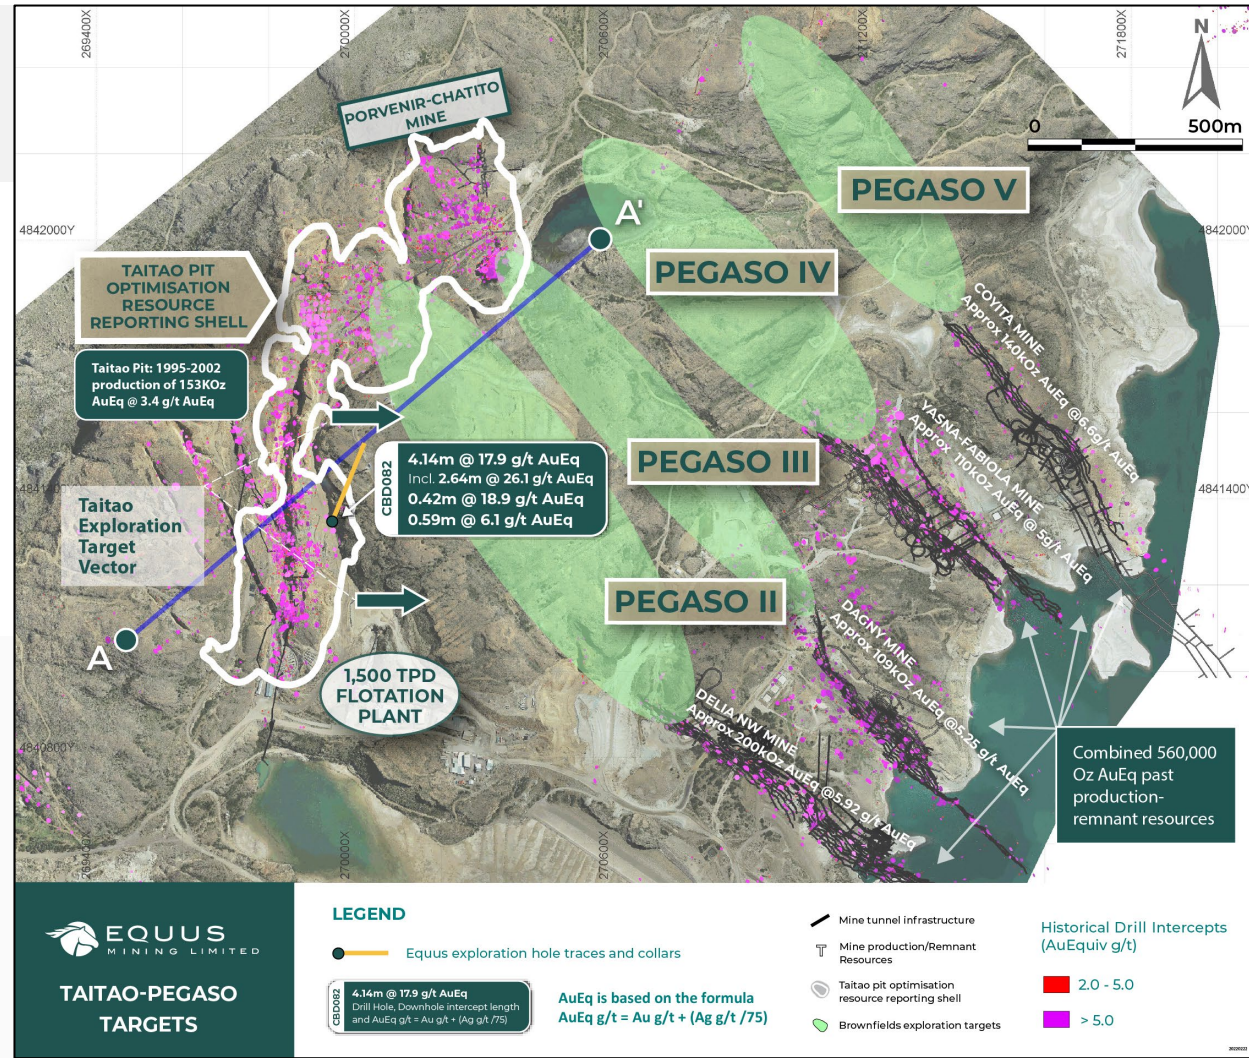 269400X
270000X
270600X
271200X
271800X
N
0 500m
PORVENIR-CHATITO
MINE
PEGASO V
A'
4842000Y
4842000Y
TAITAO PIT
OPTIMISATION
RESOURCE
REPORTING SHELL
PEGASO IV
COYITA MINE
Approx 140kOz AuEq @6.6g/t AuEq
Taitao Pit: 1995-2002
production of 153KOz
AuEq @ 3.4 g/t AuEq
YASNA-FABIOLA MINE
Approx 110kOz AuEq @ 5g/t AuEq
CBD082
4.14m @ 17.9 g/t AuEq
Incl. 2.64m @ 26.1 g/t AuEq
0.42m @ 18.9 g/t AuEq
0.59m @ 6.1 g/t AuEq
PEGASO III
4841400Y
Taitao
Exploration
Target
Vector
PEGASO II
DAGNY MINE
Approx 109kOz AuEq @5.25 g/t AuEq
A
1,500 TPD
FLOTATION
PLANT
DELIA NW MINE
Approx 200kOz AuEq @5.92 g/t AuEq
4840800Y
Combined 560,000
Oz AuEq past
production-
remnant resources
270000X
270600X
EQUUS
MINING LIMITED
TAITAO-PEGASO
TARGETS
LEGEND
Equus exploration hole traces and collars
CBD082
4.14m @ 17.9 g/t AuEq
Drill Hole, Downhole intercept length
and AuEq g/t = Au g/t + (Ag g/t /75)
AuEq is based on the formula
AuEq g/t = Au g/t + (Ag g/t /75)
Mine tunnel infrastructure
T Mine production/Remnant
Resources
Taitao pit optimisation
resource reporting shell
Brownfields exploration targets
Historical Drill Intercepts
(AuEquiv g/t)
2.0 - 5.0
> 5.0